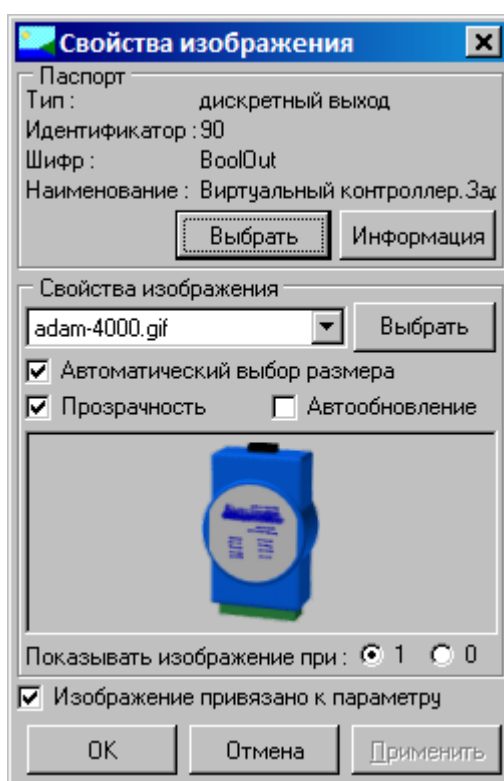 Свойства изображения
Паспорт
Тип : дискретный выход
Идентификатор : 90
Шифр : BoolOut
Наименование : Виртуальный контроллер.Зад
Выбрать Информация
Свойства изображения
adam-4000.gif Выбрать
Автоматический выбор размера
Прозрачность Автообновление
Показывать изображение при : 1 0
Изображение привязано к параметру
OK Отмена Применить